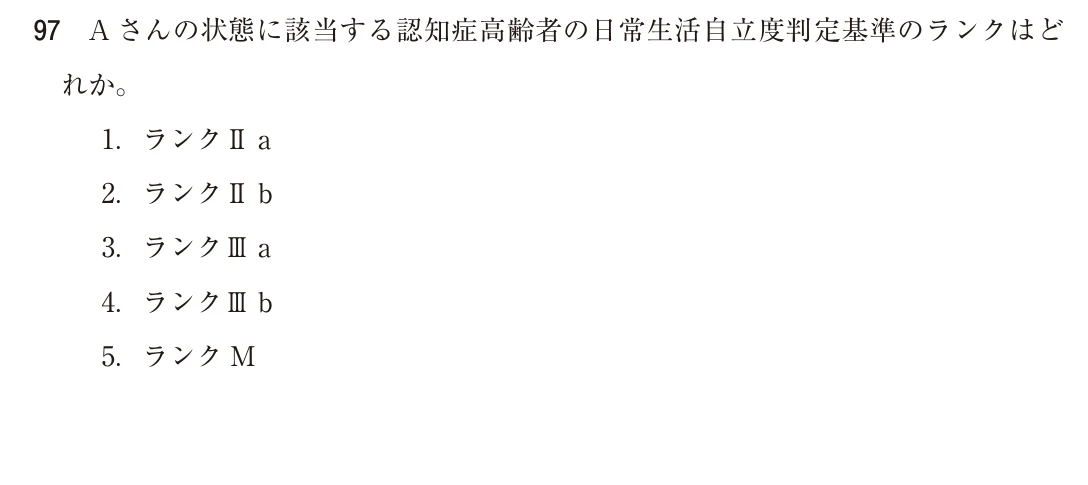 97 Aさんの状態に該当する認知症高齢者の日常生活自立度判定基準のランクはど
れか。
1. ランクⅡa
2. ランクⅡb
3. ランクⅢa
4. ランクⅢb
5. ランクM